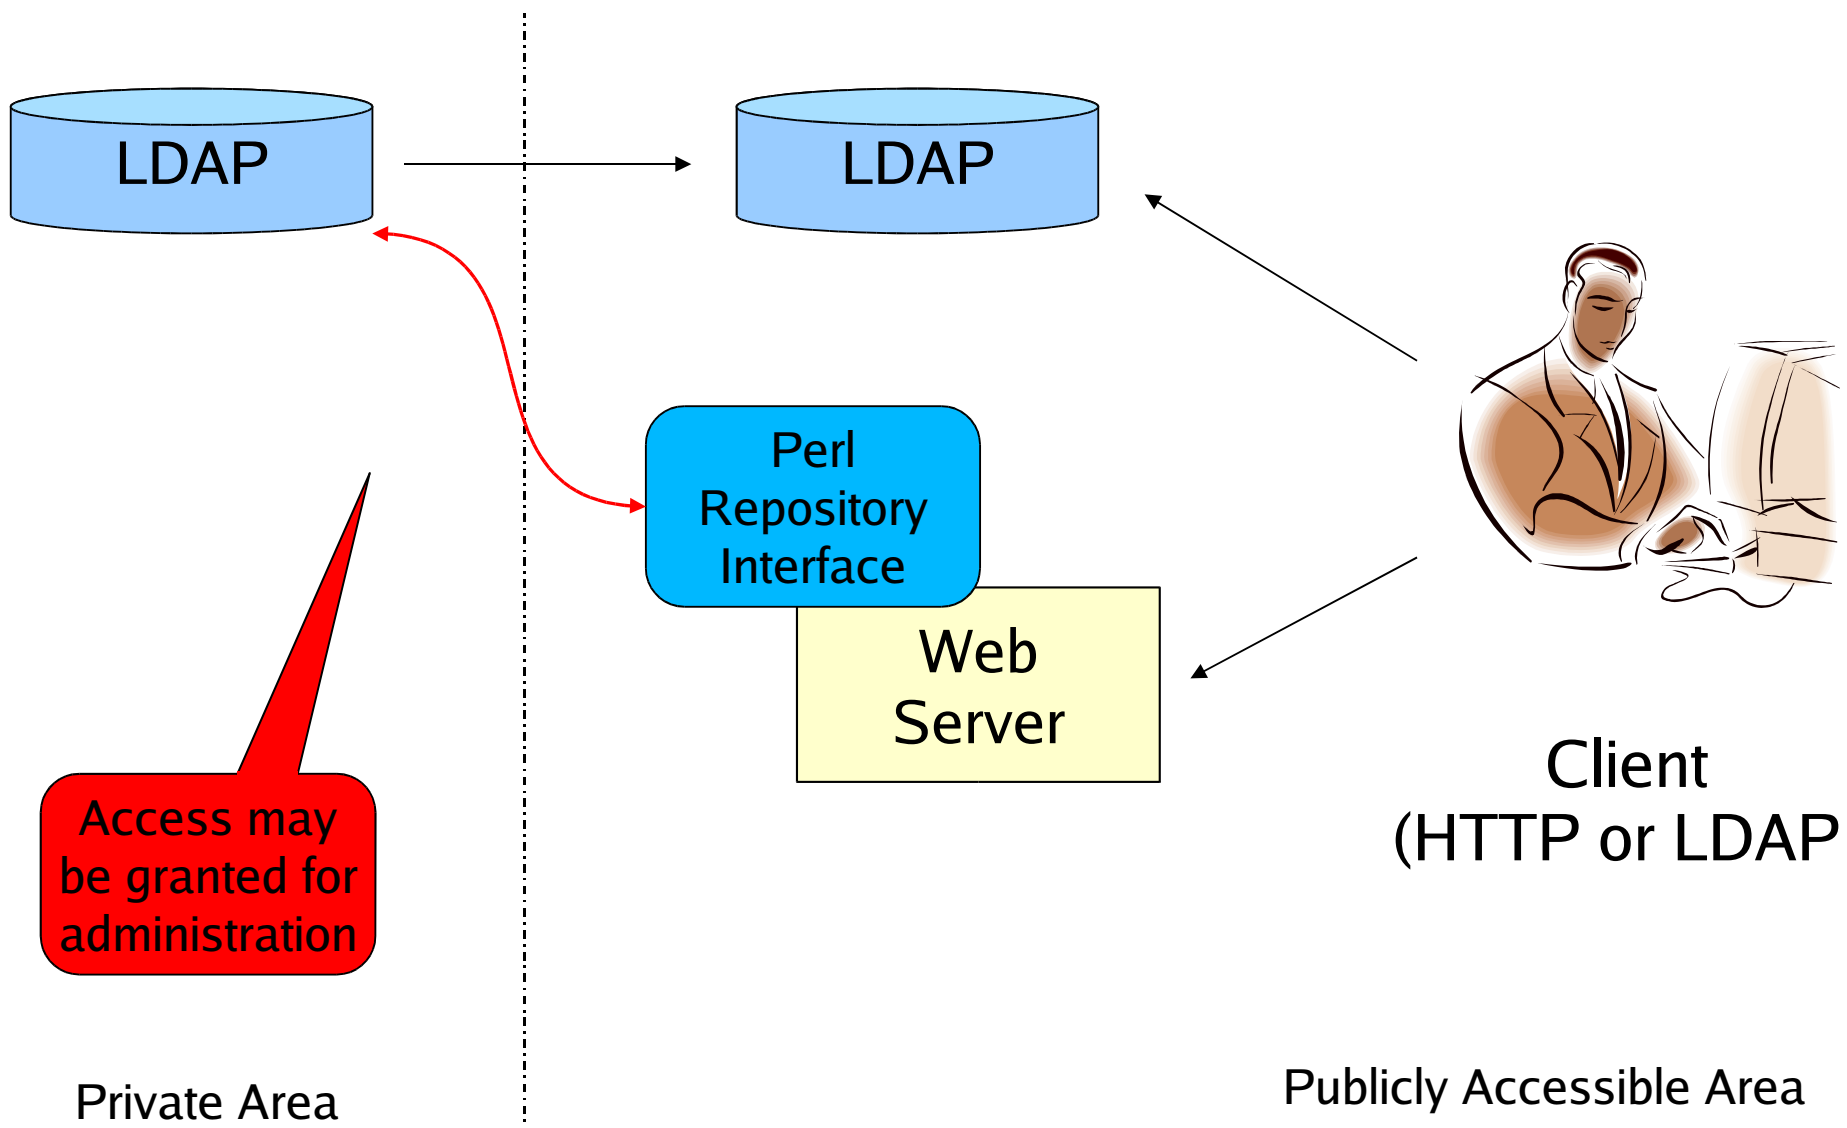 LDAP
LDAP
Perl
Repository
Interface
Web
Server
Client
(HTTP or LDAP
Access may
be granted for
administration
Private Area
Publicly Accessible Area